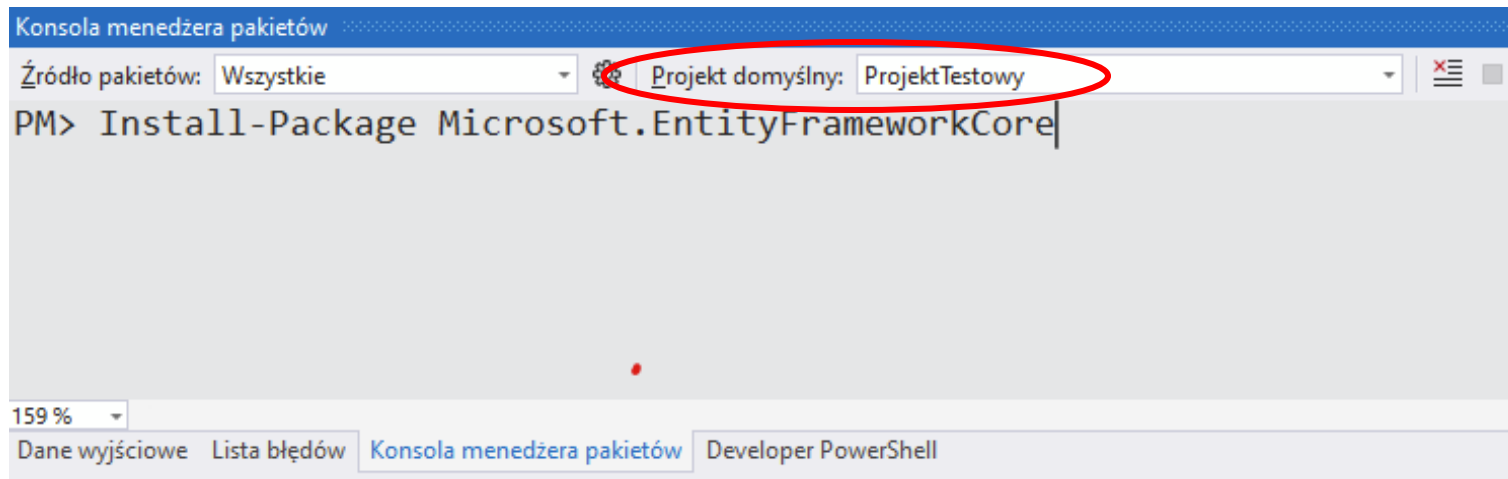 Konsola menedżera pakietów
Źródło pakietów: Wszystkie Projekt domyślny: ProjektTestowy
PM> Install-Package Microsoft.EntityFrameworkCore
159 %
Dane wyjściowe Lista błędów Konsola menedżera pakietów Developer PowerShell